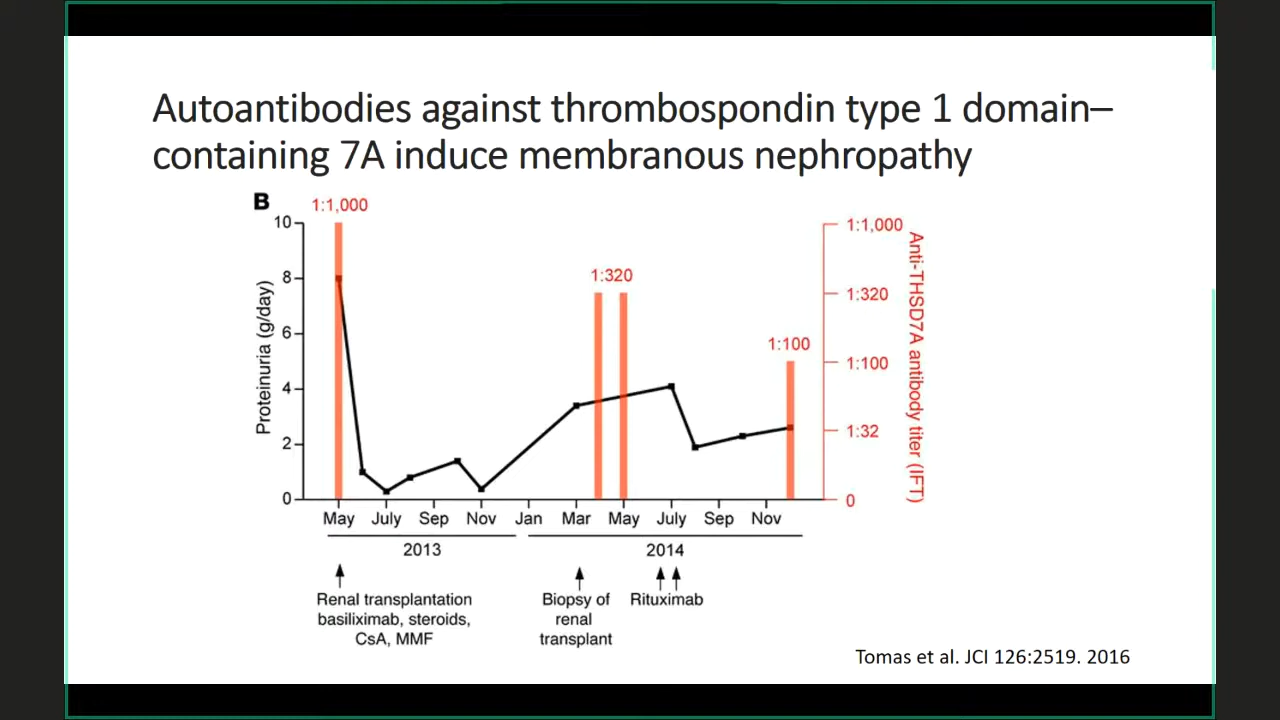 Autoantibodies against thrombospondin type 1 domain–
containing 7A induce membranous nephropathy
B
1:1,000
1:320
1:100
Proteinuria (g/day)
10
8
6
4
2
0
1:1,000
1:320
1:100
1:32
0
Anti-THSD7A antibody titer (IFT)
May July Sep Nov Jan Mar May July Sep Nov
2013 2014
Renal transplantation
basiliximab, steroids,
CsA, MMF
Biopsy of
renal
transplant
Rituximab
Tomas et al. JCI 126:2519. 2016